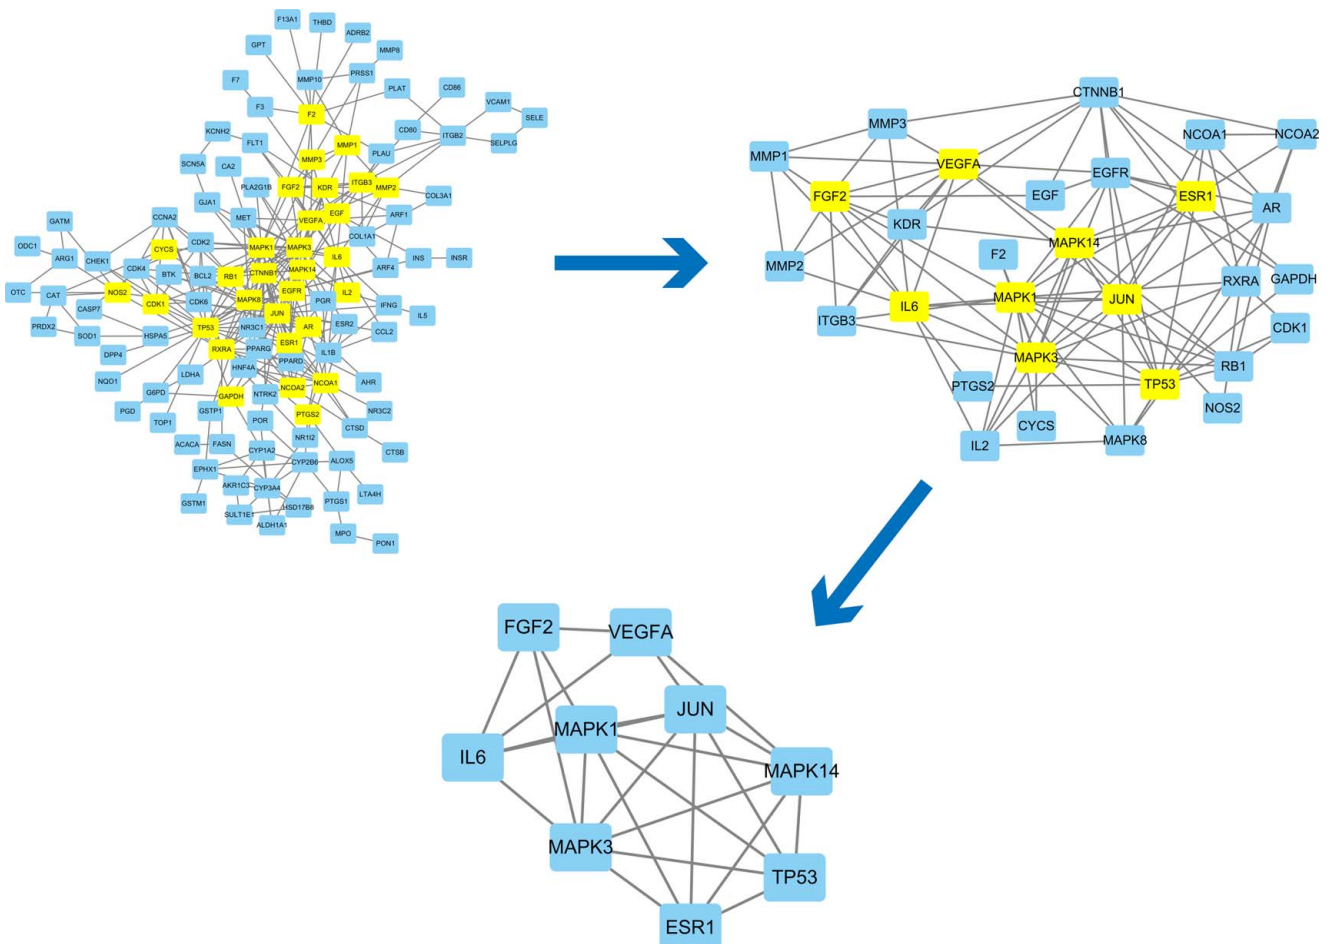 F13A1
THBD
ADRB2
GPT
MMP8
MMP10
PRSS1
F7
PLAT
CD86
F3
F2
VCAM1
SELE
KCNH2
CD80
ITGB2
SELPLG
FLT1
MMP1
PLAU
SCN5A
CA2
MMP3
PLA2G1B
FGF2
KDR
ITGB3
MMP2
COL3A1
GJA1
MET
VEGFA
EGF
ARF1
GATM
CCNA2
COL1A1
ODC1
ARG1
CHEK1
CYCS
CDK2
MAPK1
MAPK3
IL6
INS
INSR
CDK4
BTK
BCL2
RB1
CTNNB1
MAPK14
ARF4
OTC
CAT
NOS2
CDK1
CDK6
MAPK8
EGFR
IL2
IFNG
CASP7
PGR
IL5
PRDX2
SOD1
HSPA5
TP53
NR3C1
JUN
AR
ESR2
CCL2
DPP4
RXRA
PPARG
ESR1
IL1B
NQO1
LDHA
HNF4A
PPARD
AHR
G6PD
GAPDH
NTRK2
NCOA2
NCOA1
PGD
TOP1
GSTP1
POR
PTGS2
NR3C2
CTSD
ACACA
FASN
CYP1A2
NR1I2
CTSB
EPHX1
CYP2B6
ALOX5
GSTM1
AKR1C3
CYP3A4
PTGS1
LTA4H
SULT1E1
HSD17B8
ALDH1A1
MPO
PON1
CTNNB1
MMP3
NCOA1
NCOA2
MMP1
VEGFA
EGFR
FGF2
EGF
ESR1
AR
KDR
MAPK14
F2
MMP2
RXRA
GAPDH
IL6
MAPK1
JUN
ITGB3
CDK1
MAPK3
RB1
PTGS2
TP53
NOS2
CYCS
IL2
MAPK8
FGF2
VEGFA
JUN
MAPK1
IL6
MAPK14
MAPK3
TP53
ESR1